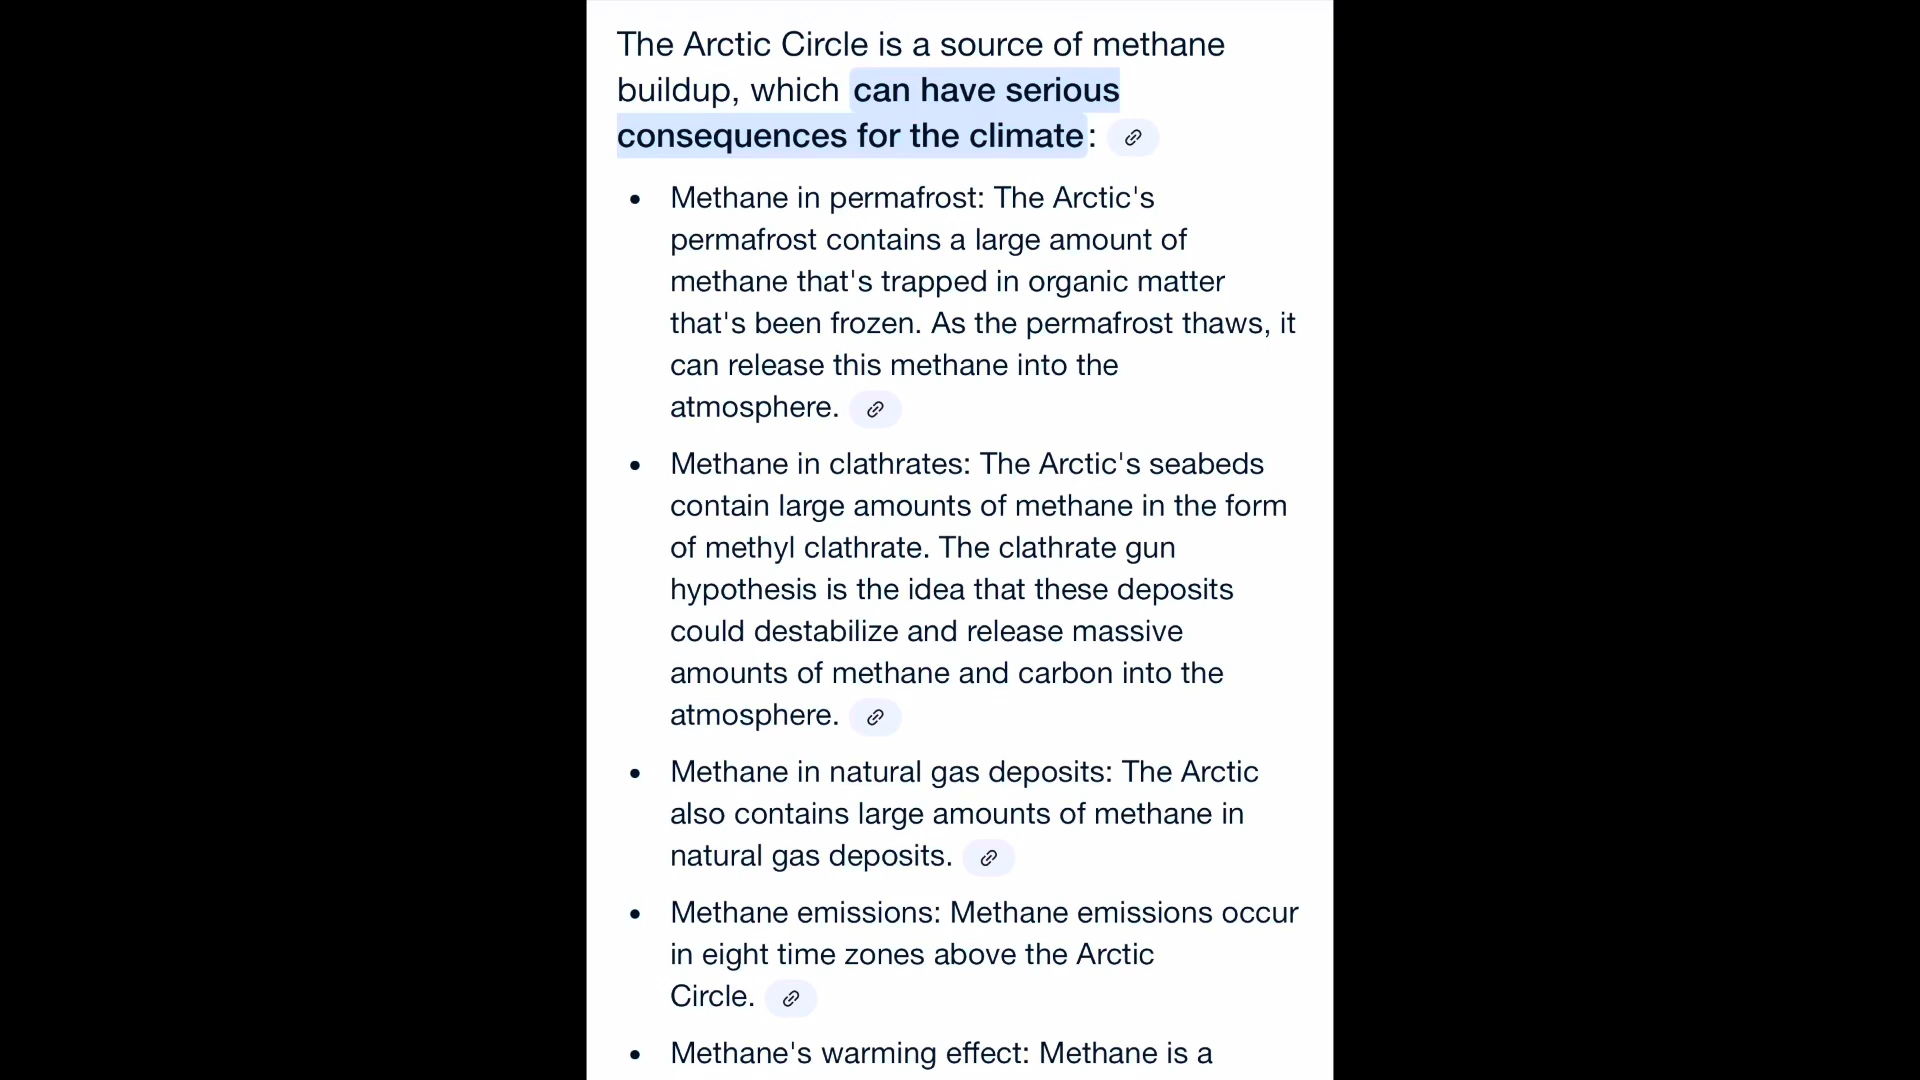 The Arctic Circle is a source of methane
buildup, which can have serious
consequences for the climate:
• Methane in permafrost: The Arctic's
permafrost contains a large amount of
methane that's trapped in organic matter
that's been frozen. As the permafrost thaws, it
can release this methane into the
atmosphere.
• Methane in clathrates: The Arctic's seabeds
contain large amounts of methane in the form
of methyl clathrate. The clathrate gun
hypothesis is the idea that these deposits
could destabilize and release massive
amounts of methane and carbon into the
atmosphere.
• Methane in natural gas deposits: The Arctic
also contains large amounts of methane in
natural gas deposits.
• Methane emissions: Methane emissions occur
in eight time zones above the Arctic
Circle.
• Methane's warming effect: Methane is a